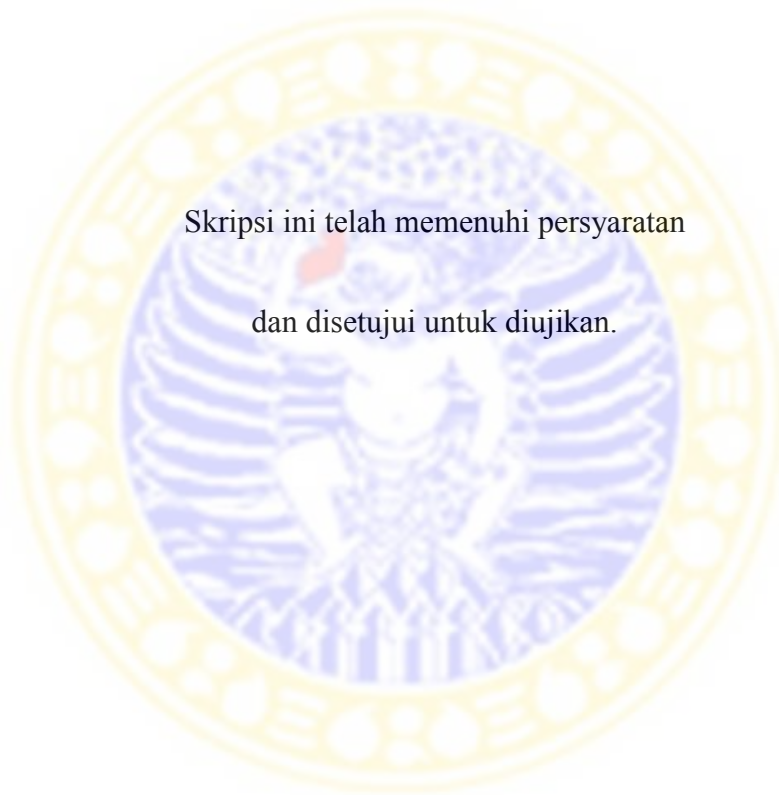 Skripsi ini telah memenuhi persyaratan
dan disetujui untuk diujikan.